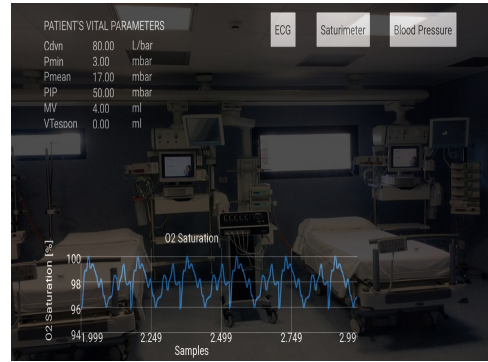 PATIENT'S VITAL PARAMETERS
Cdvn 80.00 L/bar
Pmin 3.00 mbar
Pmean 17.00 mbar
PIP 50.00 mbar
MV 4.00 ml
VTespon 0.00 ml
ECG
Saturimeter
Blood Pressure
O2 Saturation
O2 Saturation [%]
100
98
96
94
1.999 2.249 2.499 2.749 2.99
Samples